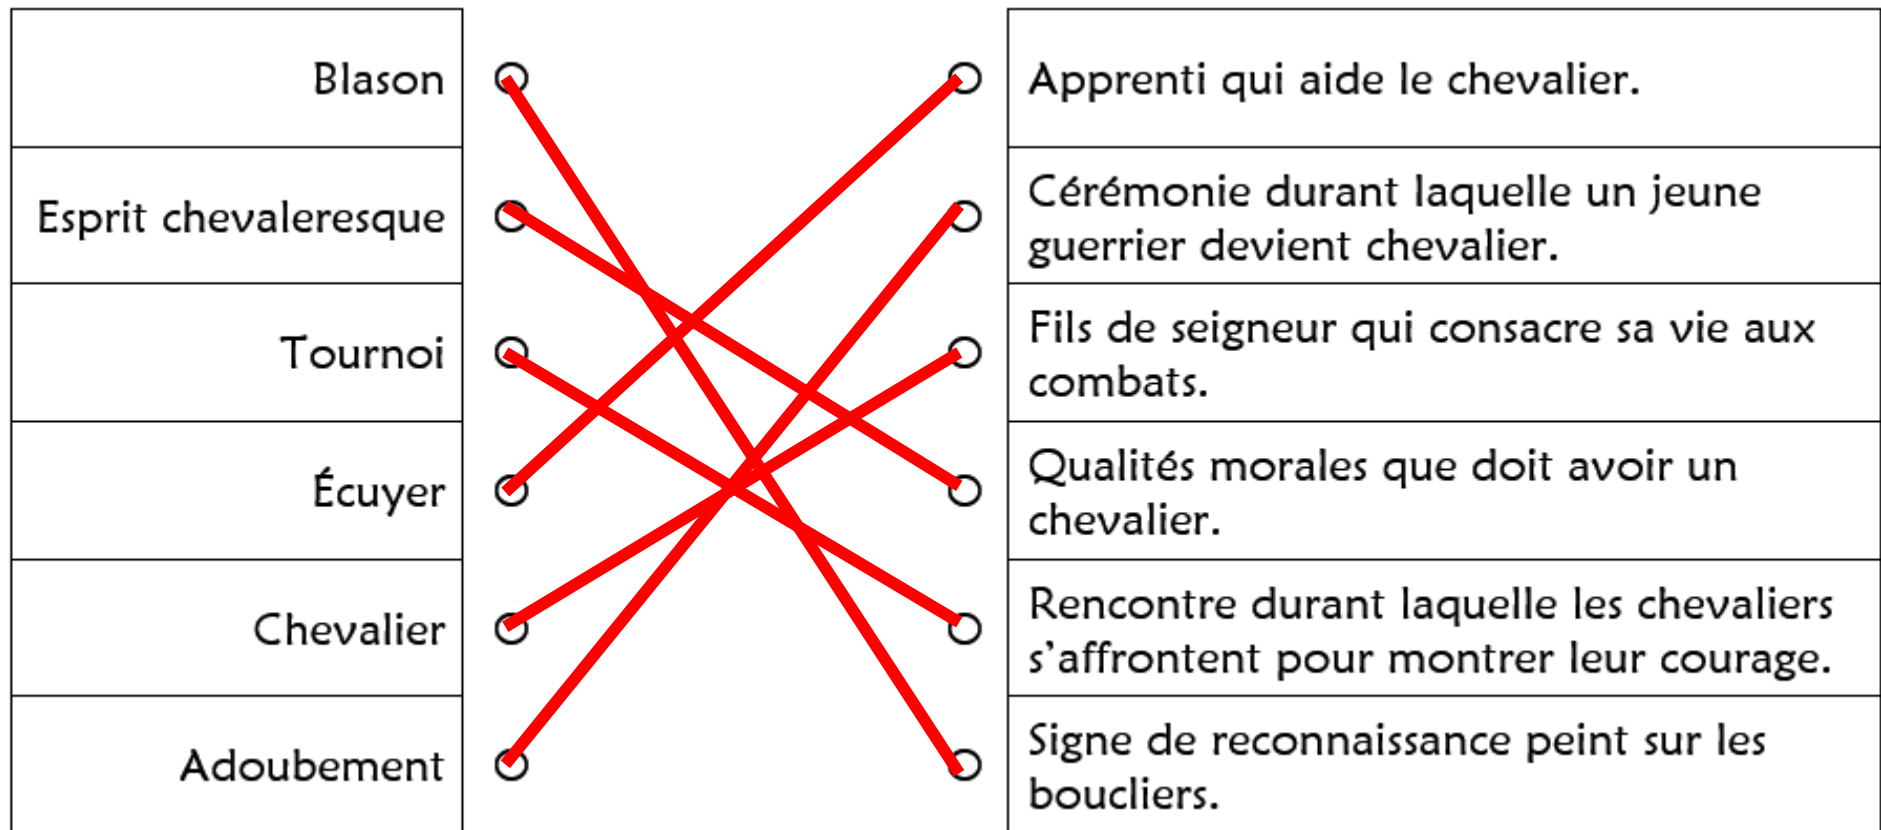 Blason
Apprenti qui aide le chevalier.
Esprit chevaleresque
Cérémonie durant laquelle un jeune
guerrier devient chevalier.
Tournoi
Fils de seigneur qui consacre sa vie aux
combats.
Écuyer
Qualités morales que doit avoir un
chevalier.
Chevalier
Rencontre durant laquelle les chevaliers
s'affrontent pour montrer leur courage.
Adoubement
Signe de reconnaissance peint sur les
boucliers.